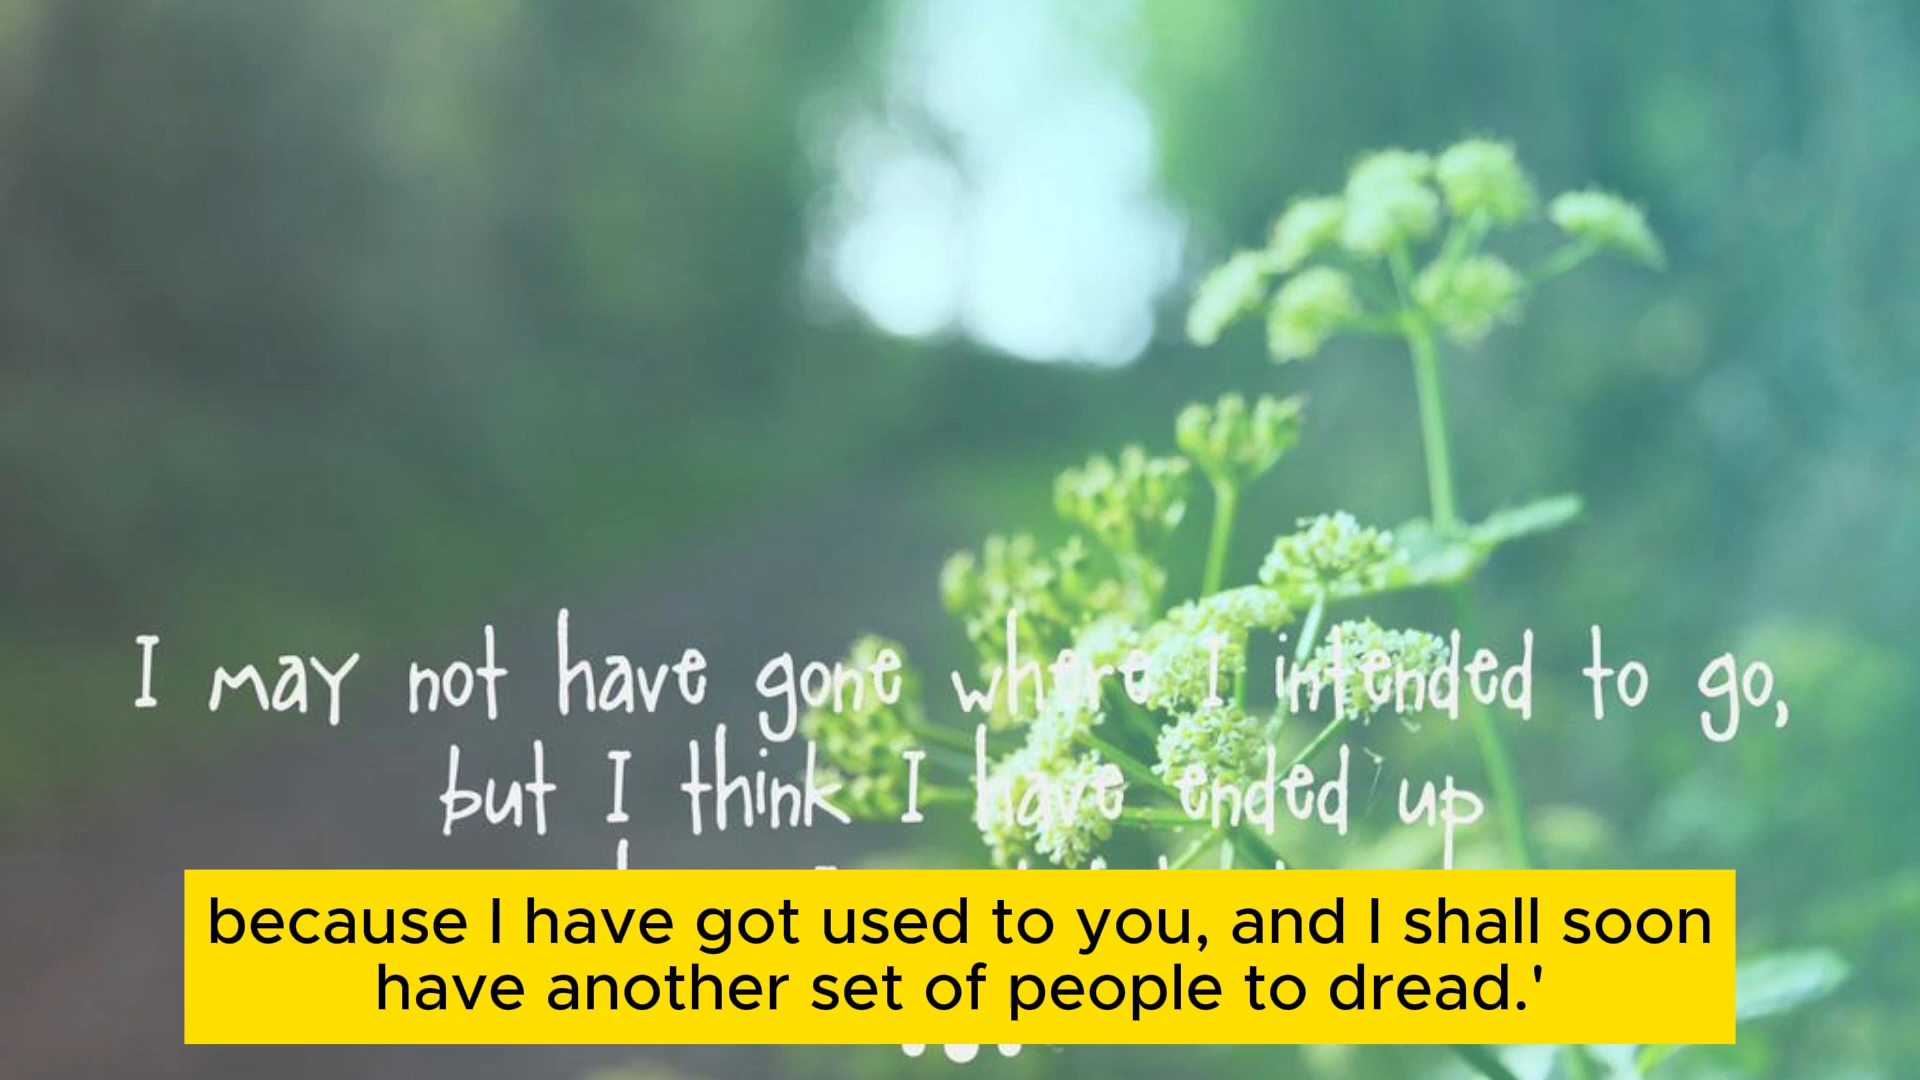 I may not have gone where I intended to go,
but I think I have ended up
because I have got used to you, and I shall soon
have another set of people to dread.'